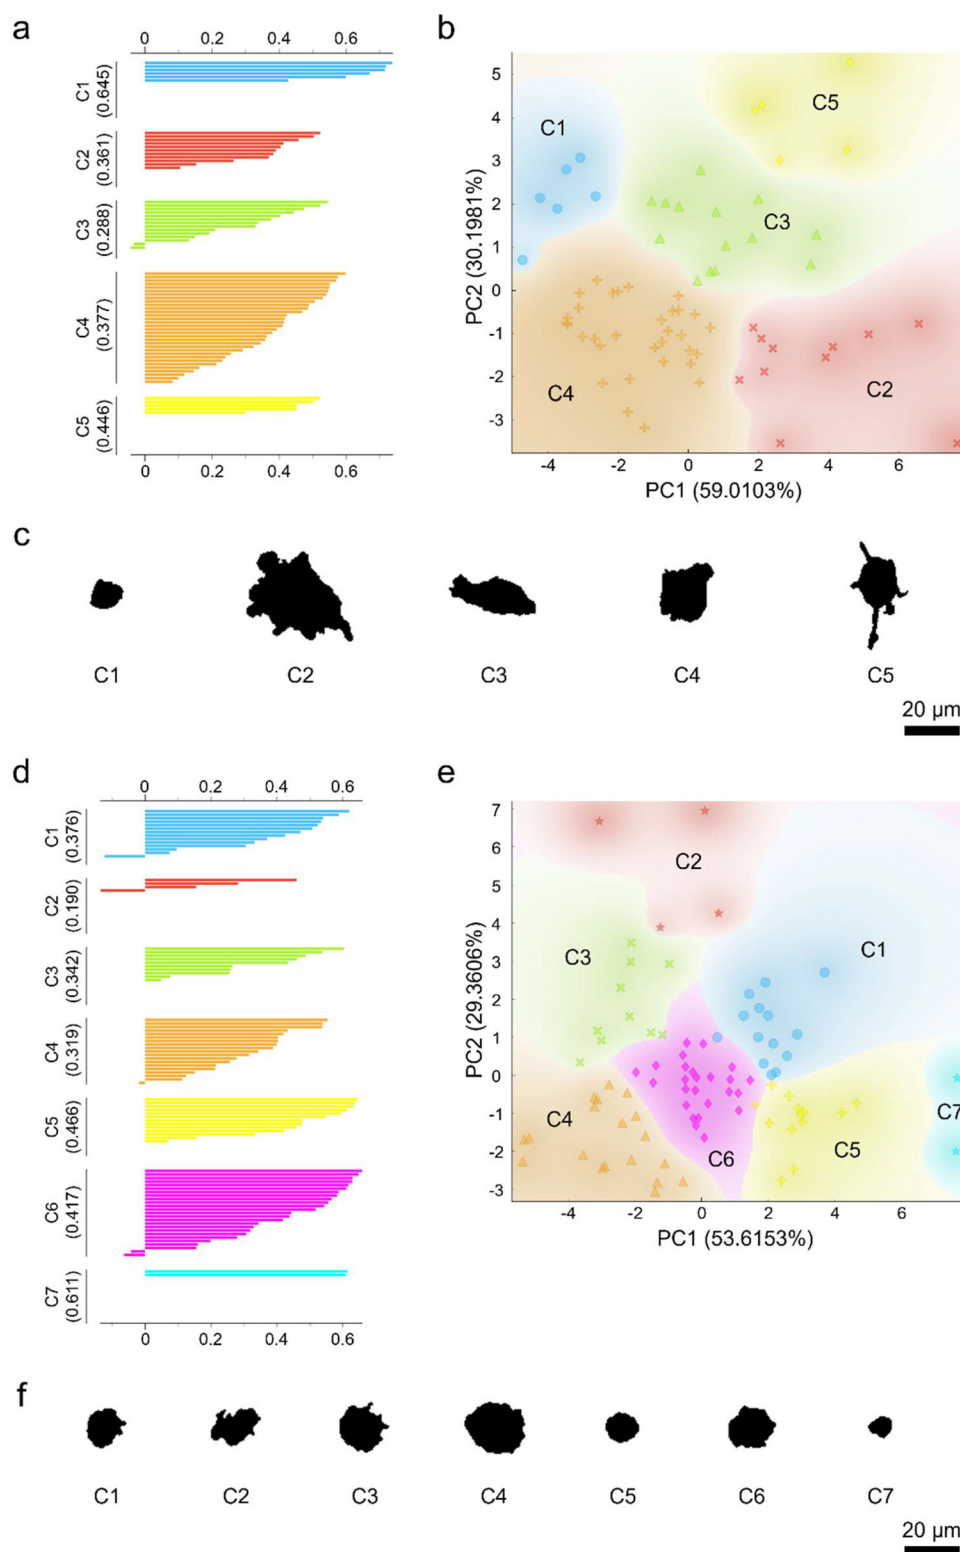 a
0 0.2 0.4 0.6
C1
(0.645)
C2
(0.361)
C3
(0.288)
C4
(0.377)
C5
(0.446)
0 0.2 0.4 0.6
b
5
4
3
2
1
0
-1
-2
-3
PC2 (30.1981%)
C1
C5
C3
C4
C2
-4 -2 0 2 4 6
PC1 (59.0103%)
c
C1 C2 C3 C4 C5
20 µm
d
0 0.2 0.4 0.6
C1
(0.376)
C2
(0.190)
C3
(0.342)
C4
(0.319)
C5
(0.466)
C6
(0.417)
C7
(0.611)
0 0.2 0.4 0.6
e
7
6
5
4
3
2
1
0
-1
-2
-3
PC2 (29.3606%)
C2
C1
C3
C7
C4
C5
C6
-4 -2 0 2 4 6
PC1 (53.6153%)
f
C1 C2 C3 C4 C5 C6 C7
20 µm